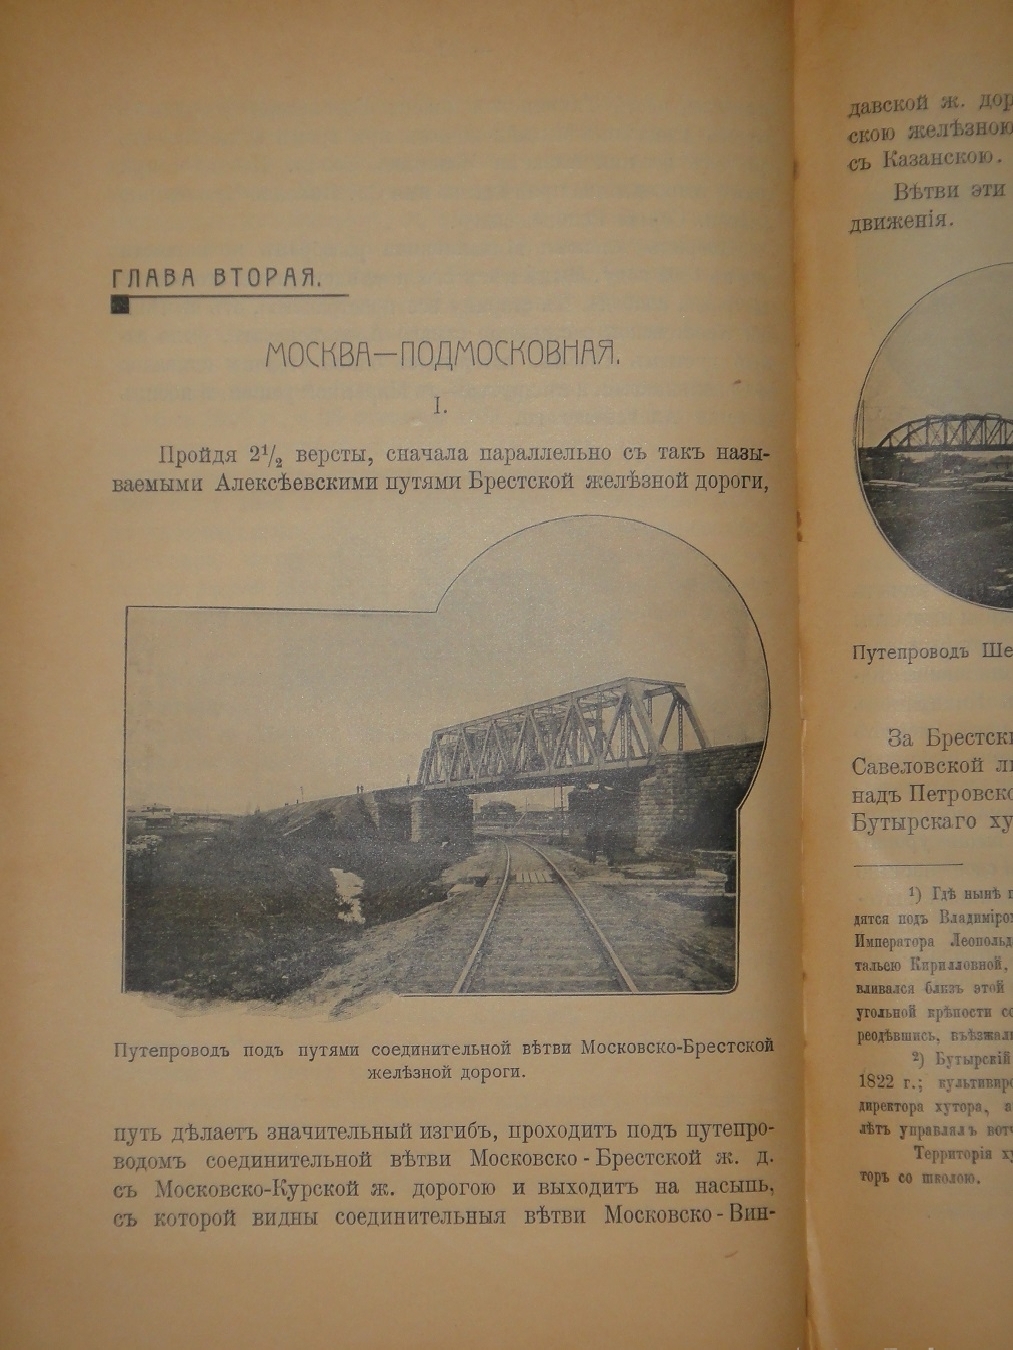 ГЛАВА ВТОРАЯ.
МОСКВА—ПОДМОСКОВНАЯ.
I.
Пройдя 2½ версты, сначала параллельно съ такъ назы-
ваемыми Алексѣевскими путями Брестской желѣзной дороги,
Путепроводъ подъ путями соединительной вѣтви Московско-Брестской
желѣзной дороги.
путь дѣлаетъ значительный изгибъ, проходитъ подъ путепро-
водомъ соединительной вѣтви Московско-Брестской ж. д.
съ Московско-Курской ж. дорогою и выходитъ на насыпь,
съ которой видны соединительныя вѣтви Московско-Вин-
давской ж. дор
скою желѣзною
съ Казанскою.
Вѣтви эти
движенія.
Путепроводъ Ше
За Брестск
Савеловской л
надъ Петровско
Бутырскаго ху
¹) Гдѣ нынѣ
дятся подъ Владиміро
Императора Леополь
тальею Кирилловной,
вливался близъ этой
угольной крѣпости со
реодѣвшись, въѣзжал
²) Бутырскій
1822 г.; культивир
директора хутора,
лѣтъ управлялъ вот
Территорія х
торъ со школою.